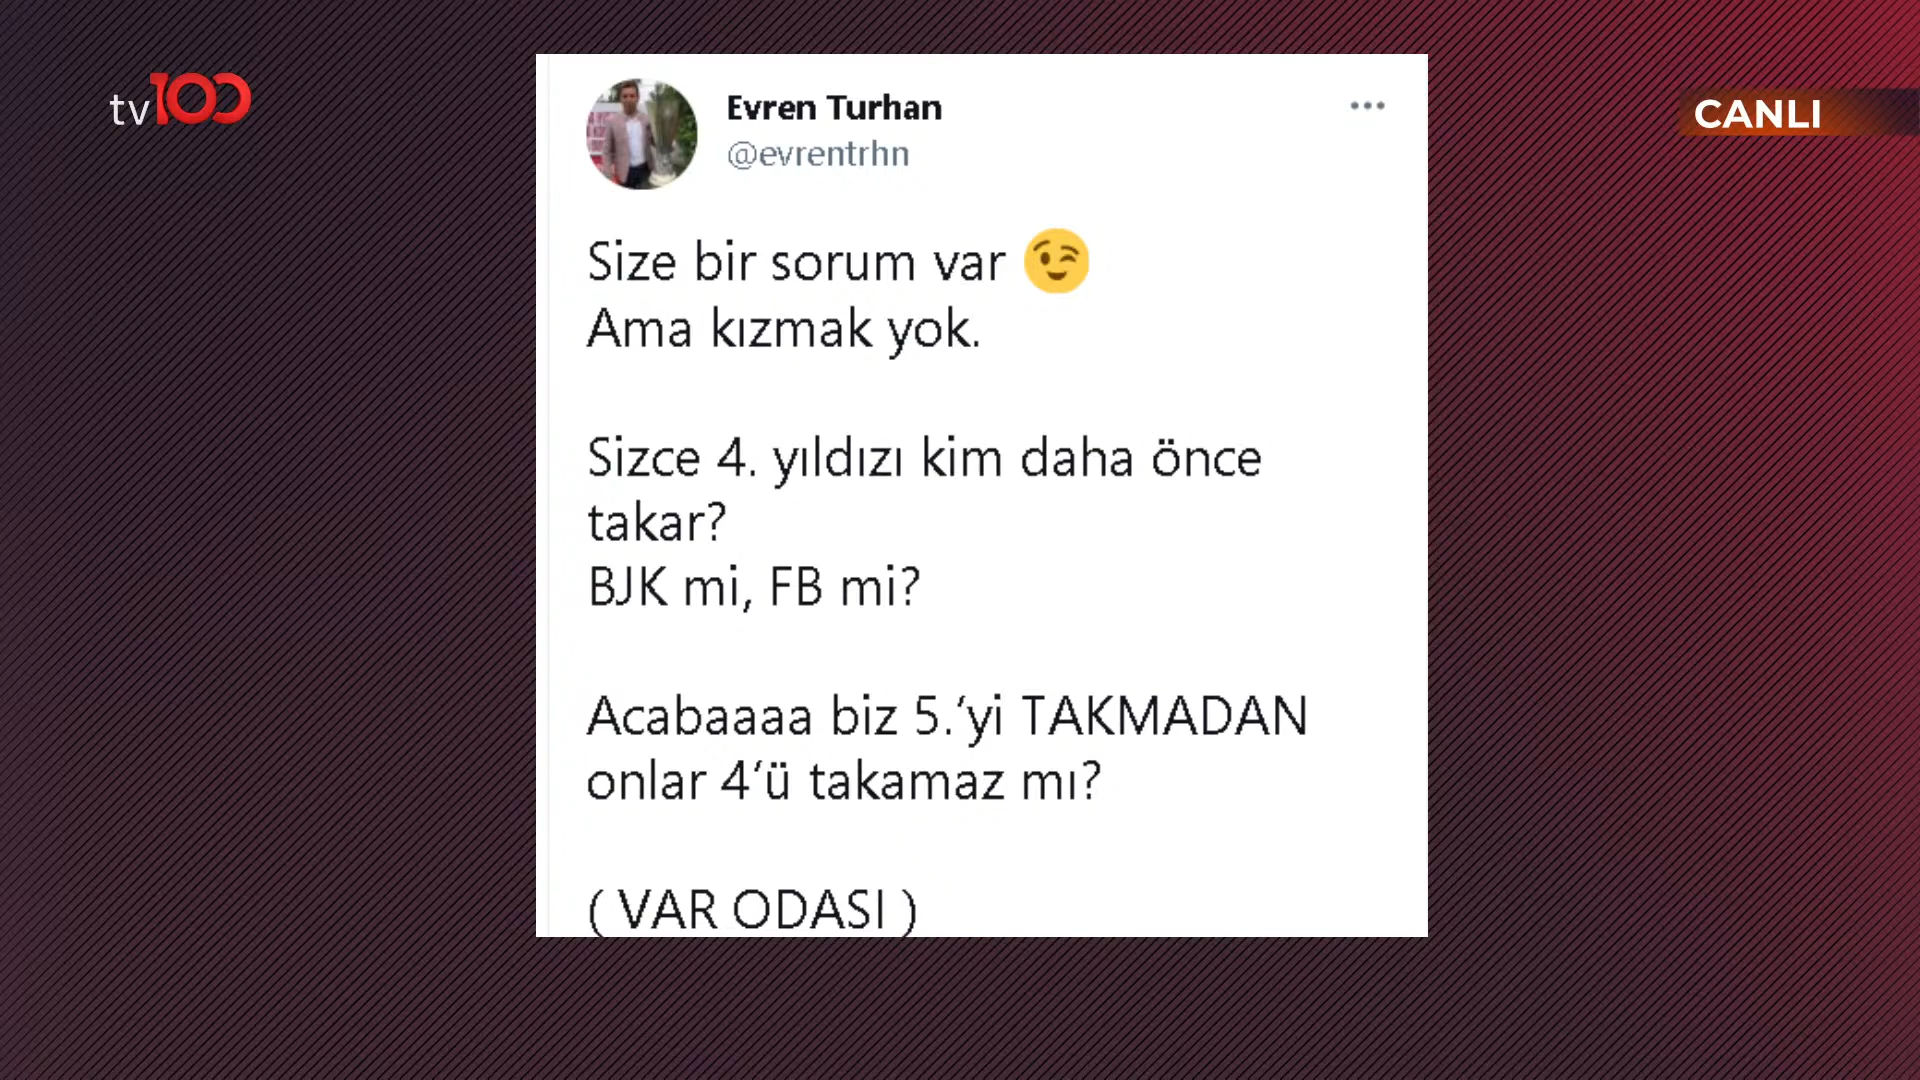 tv100
CANLI
Evren Turhan
@evrentrhn
Size bir sorum var 😉
Ama kızmak yok.
Sizce 4. yıldızı kim daha önce
takar?
BJK mi, FB mi?
Acabaaaa biz 5.‘yi TAKMADAN
onlar 4‘ü takamaz mı?
( VAR ODASI )